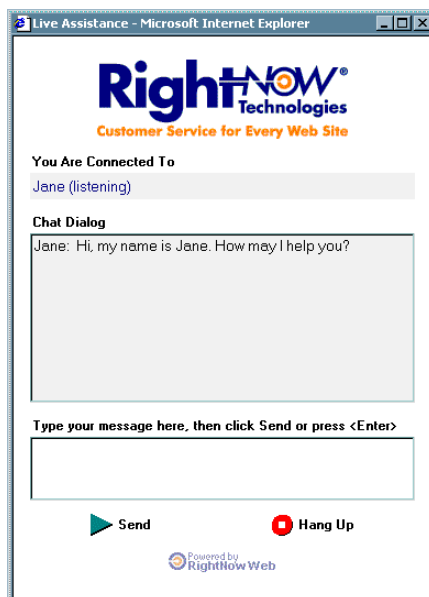 Live Assistance - Microsoft Internet Explorer
RightNOW®
Technologies
Customer Service for Every Web Site
You Are Connected To
Jane (listening)
Chat Dialog
Jane: Hi, my name is Jane. How may I help you?
Type your message here, then click Send or press <Enter>
Send Hang Up
Powered by
RightNow Web